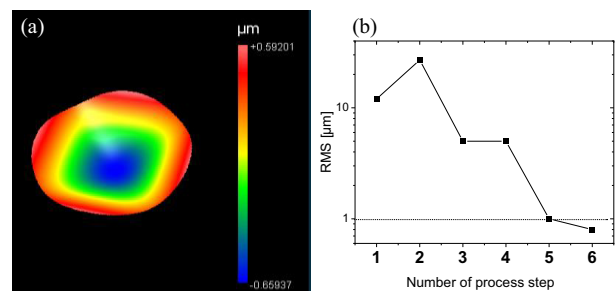 (a)
µm
+0.59201
-0.65937
(b)
RMS [µm]
10
1
1 2 3 4 5 6
Number of process step